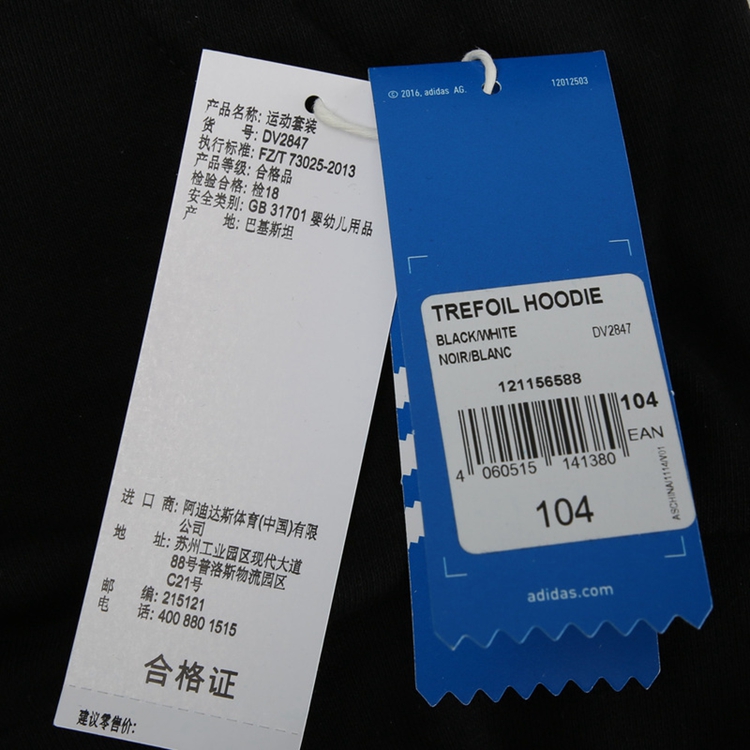 产品名称: 运动套装
货 号: DV2847
执行标准: FZ/T 73025-2013
产品等级: 合格品
检验合格: 检18
安全类别: GB 31701 婴幼儿用品
产 地: 巴基斯坦
进 口 商: 阿迪达斯体育(中国)有限
公司
地 址: 苏州工业园区现代大道
88号普洛斯物流园区
C21号
邮 编: 215121
电 话: 400 880 1515
合格证
建议零售价:
© 2016, adidas AG.
12012503
TREFOIL HOODIE
BLACK/WHITE
DV2847
NOIR/BLANC
121156588
104
EAN
4 060515 141380
104
ASCHINA/1114/V01
adidas.com